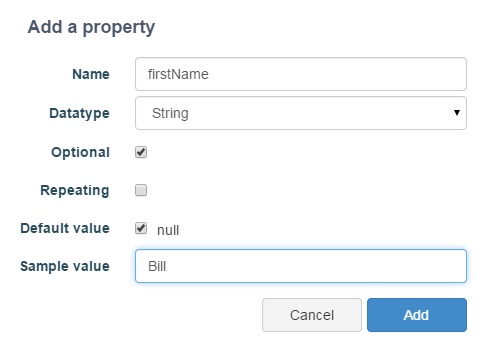 Add a property
Name firstName
Datatype String
Optional
Repeating
Default value null
Sample value Bill
Cancel Add